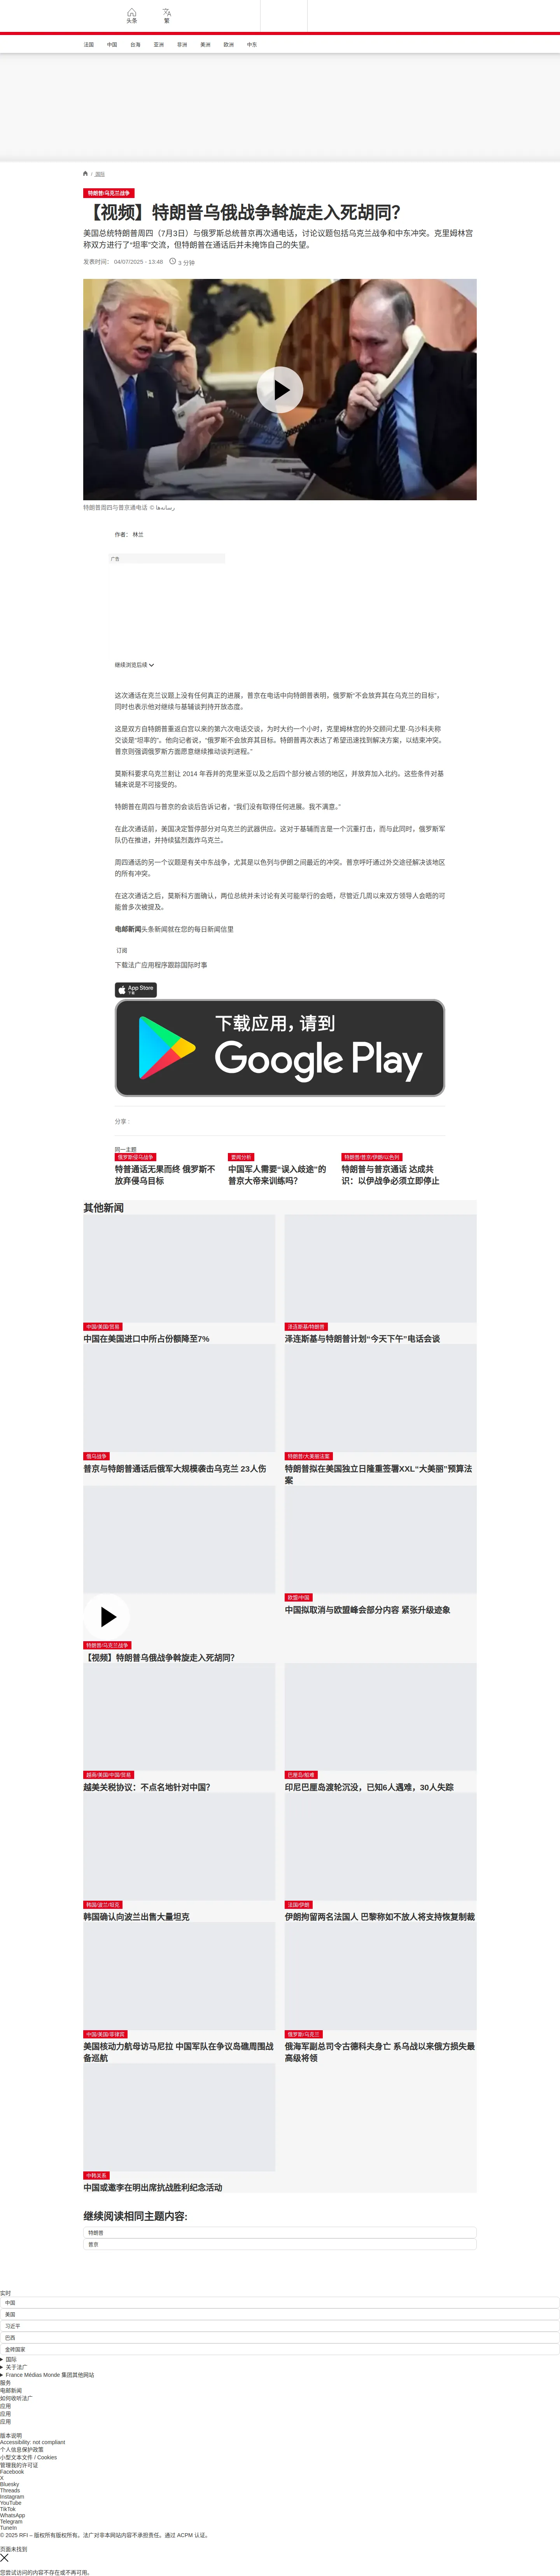 头条
繁
法国
中国
台海
亚洲
非洲
美洲
欧洲
中东
/ 国际
特朗普/乌克兰战争
【视频】特朗普乌俄战争斡旋走入死胡同？
美国总统特朗普周四（7月3日）与俄罗斯总统普京再次通电话，讨论议题包括乌克兰战争和中东冲突。克里姆林宫
称双方进行了“坦率”交流，但特朗普在通话后并未掩饰自己的失望。
发表时间： 04/07/2025 - 13:48
3 分钟
特朗普周四与普京通电话 © رسانه‌ها
作者： 林兰
广告
继续浏览后续
这次通话在克兰议题上没有任何真正的进展，普京在电话中向特朗普表明，俄罗斯“不会放弃其在乌克兰的目标”，
同时也表示他对继续与基辅谈判持开放态度。
这是双方自特朗普重返白宫以来的第六次电话交谈，为时大约一个小时，克里姆林宫的外交顾问尤里·乌沙科夫称
交谈是“坦率的”。他向记者说，“俄罗斯不会放弃其目标。特朗普再次表达了希望迅速找到解决方案，以结束冲突。
普京则强调俄罗斯方面愿意继续推动谈判进程。”
莫斯科要求乌克兰割让 2014 年吞并的克里米亚以及之后四个部分被占领的地区，并放弃加入北约。这些条件对基
辅来说是不可接受的。
特朗普在周四与普京的会谈后告诉记者，“我们没有取得任何进展。我不满意。”
在此次通话前，美国决定暂停部分对乌克兰的武器供应。这对于基辅而言是一个沉重打击，而与此同时，俄罗斯军
队仍在推进，并持续猛烈轰炸乌克兰。
周四通话的另一个议题是有关中东战争，尤其是以色列与伊朗之间最近的冲突。普京呼吁通过外交途径解决该地区
的所有冲突。
在这次通话之后，莫斯科方面确认，两位总统并未讨论有关可能举行的会晤，尽管近几周以来双方领导人会晤的可
能曾多次被提及。
电邮新闻头条新闻就在您的每日新闻信里
订阅
下载法广应用程序跟踪国际时事
App Store
下载
下载应用，请到
Google Play
分享 :
同一主题
俄罗斯侵乌战争
特普通话无果而终 俄罗斯不
放弃侵乌目标
要闻分析
中国军人需要“误入歧途”的
普京大帝来训练吗？
特朗普/普京/伊朗/以色列
特朗普与普京通话 达成共
识：以伊战争必须立即停止
其他新闻
中国/美国/贸易
中国在美国进口中所占份额降至7%
泽连斯基/特朗普
泽连斯基与特朗普计划“今天下午”电话会谈
俄乌战争
普京与特朗普通话后俄军大规模袭击乌克兰 23人伤
特朗普/大美丽法案
特朗普拟在美国独立日隆重签署XXL“大美丽”预算法
案
特朗普/乌克兰战争
【视频】特朗普乌俄战争斡旋走入死胡同？
欧盟/中国
中国拟取消与欧盟峰会部分内容 紧张升级迹象
越南/美国/中国/贸易
越美关税协议：不点名地针对中国？
巴厘岛/船难
印尼巴厘岛渡轮沉没，已知6人遇难，30人失踪
韩国/波兰/坦克
韩国确认向波兰出售大量坦克
法国/伊朗
伊朗拘留两名法国人 巴黎称如不放人将支持恢复制裁
中国/美国/菲律宾
美国核动力航母访马尼拉 中国军队在争议岛礁周围战
备巡航
俄罗斯/乌克兰
俄海军副总司令古德科夫身亡 系乌战以来俄方损失最
高级将领
中韩关系
中国或邀李在明出席抗战胜利纪念活动
继续阅读相同主题内容:
特朗普
普京
实时
中国
美国
习近平
巴西
金砖国家
国际
关于法广
France Médias Monde 集团其他网站
服务
电邮新闻
如何收听法广
应用
应用
应用
版本说明
Accessibility: not compliant
个人信息保护政策
小型文本文件 / Cookies
管理我的许可证
Facebook
X
Bluesky
Threads
Instagram
YouTube
TikTok
WhatsApp
Telegram
TuneIn
© 2025 RFI – 版权所有版权所有。法广对非本网站内容不承担责任。通过 ACPM 认证。
页面未找到
您尝试访问的内容不存在或不再可用。